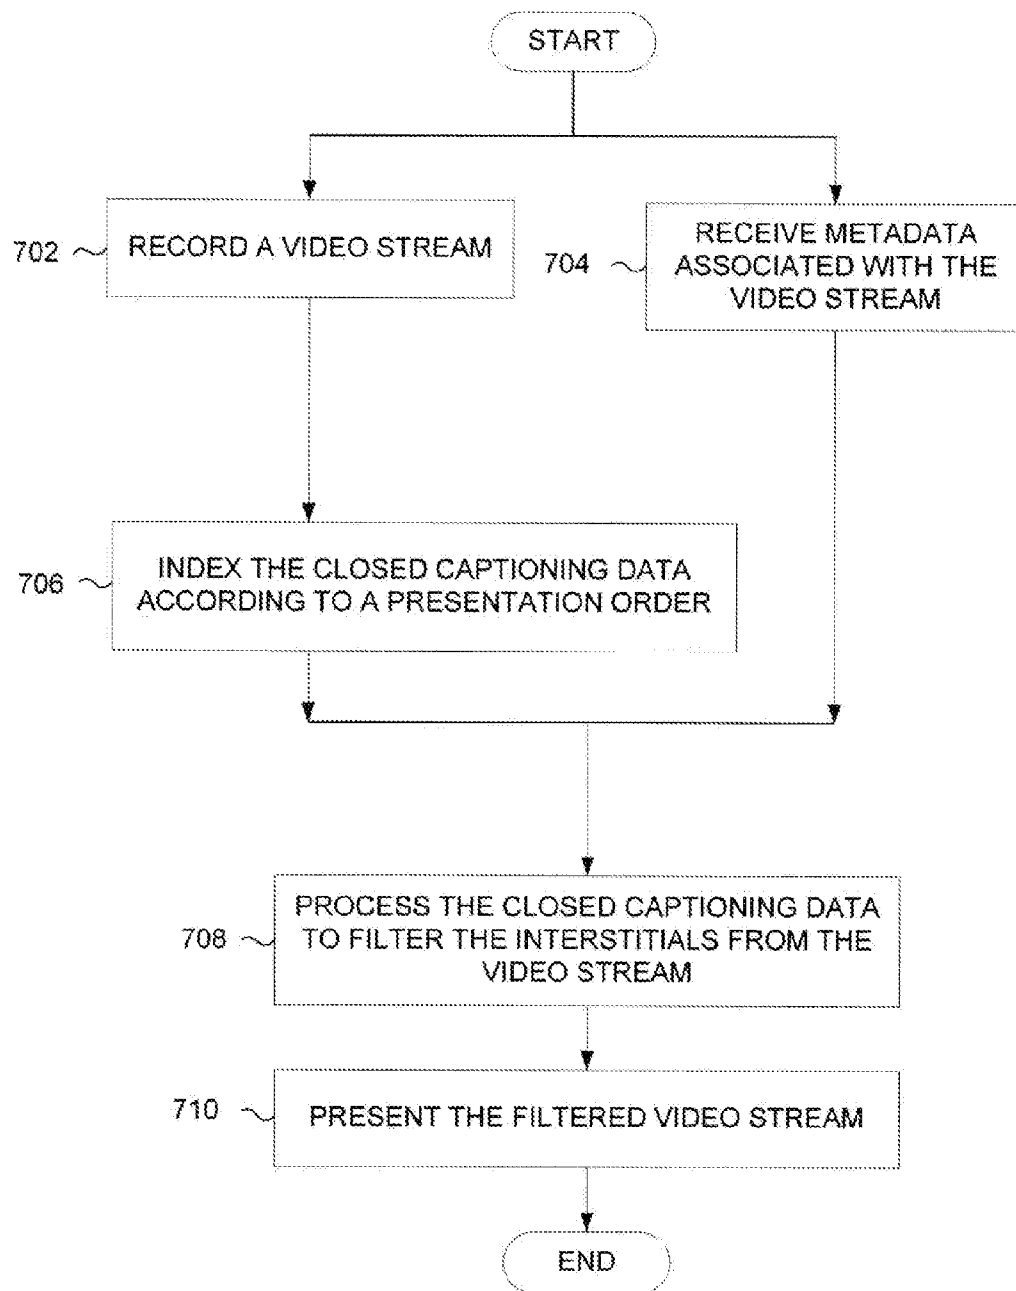 START
702
RECORD A VIDEO STREAM
704
RECEIVE METADATA
ASSOCIATED WITH THE
VIDEO STREAM
706
INDEX THE CLOSED CAPTIONING DATA
ACCORDING TO A PRESENTATION ORDER
708
PROCESS THE CLOSED CAPTIONING DATA
TO FILTER THE INTERSTITIALS FROM THE
VIDEO STREAM
710
PRESENT THE FILTERED VIDEO STREAM
END